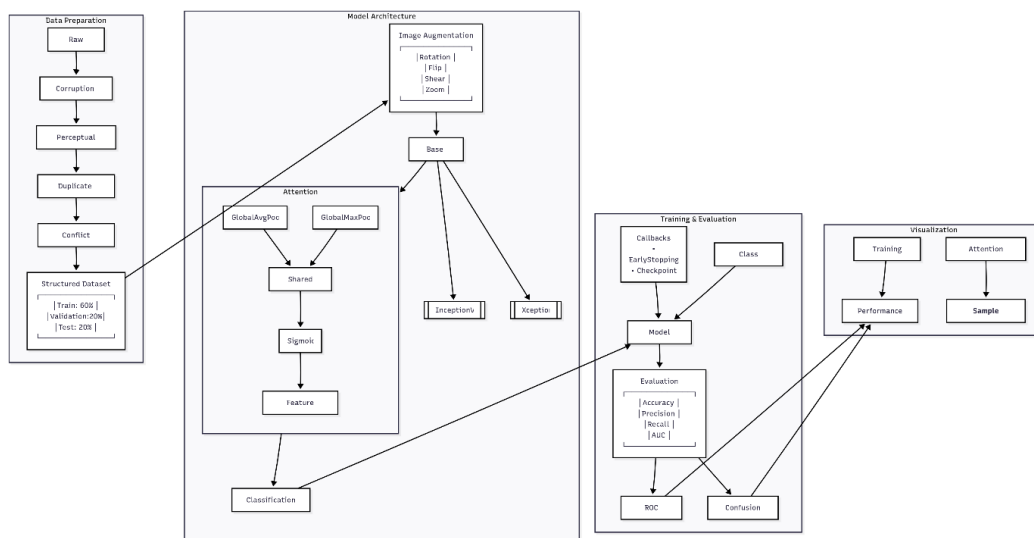 Data Preparation
Raw
Corruption
Perceptual
Duplicate
Conflict
Structured Dataset
|Train: 60% |
|Validation:20%|
|Test: 20% |
Model Architecture
Image Augmentation
|Rotation |
|Flip |
|Shear |
|Zoom |
Base
Attention
GlobalAvgPoo
GlobalMaxPoo
Shared
Sigmoid
Feature
InceptionV
Xception
Classification
Training & Evaluation
Callbacks
•
EarlyStopping
• Checkpoint
Class
Model
Evaluation
|Accuracy |
|Precision |
|Recall |
|AUC |
ROC
Confusion
Visualization
Training
Attention
Performance
Sample